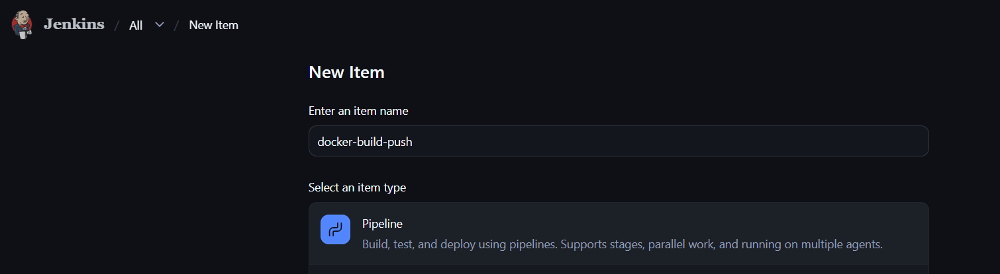 Jenkins / All / New Item
New Item
Enter an item name
docker-build-push
Select an item type
Pipeline
Build, test, and deploy using pipelines. Supports stages, parallel work, and running on multiple agents.